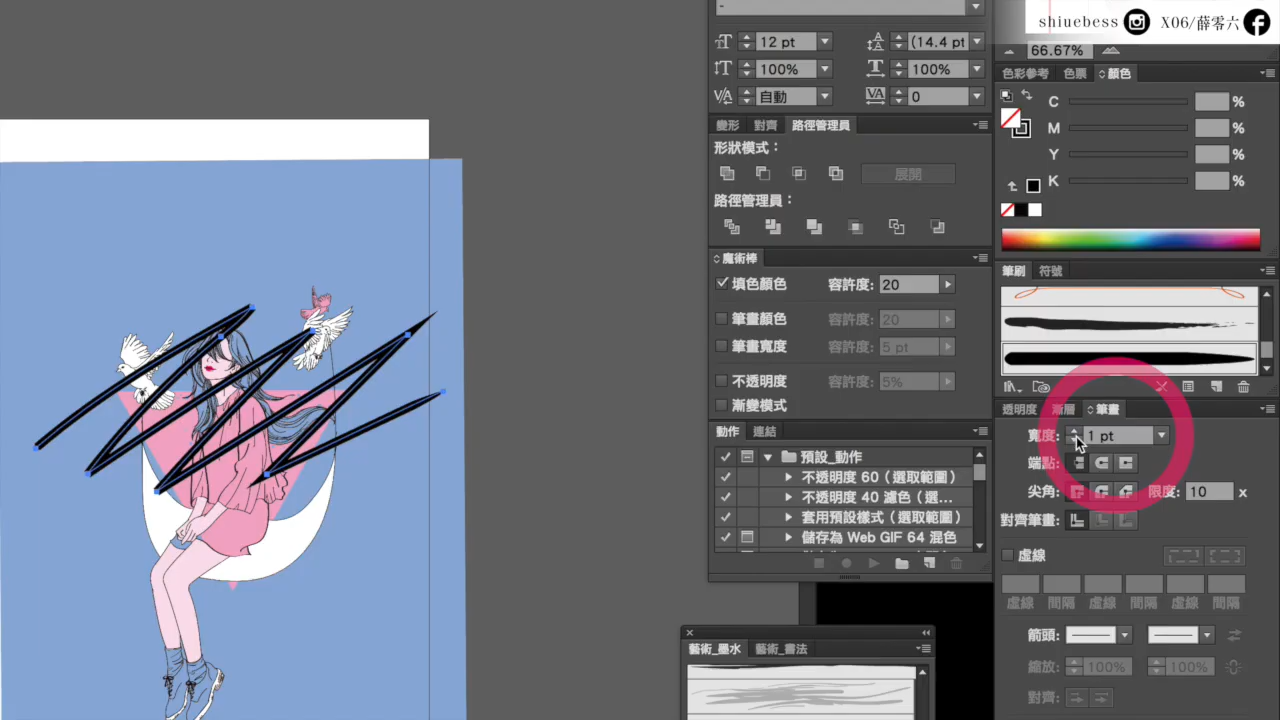 shiuebess X06/薛零六
-
12 pt (14.4 pt
100% 100%
自動 0
變形 對齊 路徑管理員
形狀模式：
展開
路徑管理員：
魔術棒
填色顏色 容許度: 20
筆畫顏色 容許度: 20
筆畫寬度 容許度: 5 pt
不透明度 容許度: 5%
漸變模式
動作 連結
預設_動作
不透明度 60（選取範圍）
不透明度 40 濾色（選...
套用預設樣式（選取範圍）
儲存為 Web GIF 64 混色
藝術_墨水 藝術_書法
66.67%
色彩參考 色票 顏色
C %
M %
Y %
K %
筆刷 符號
透明度 漸層 筆畫
寬度: 1 pt
端點:
尖角: 限度: 10 x
對齊筆畫:
虛線
虛線 間隔 虛線 間隔 虛線 間隔
箭頭:
縮放: 100% 100%
對齊: